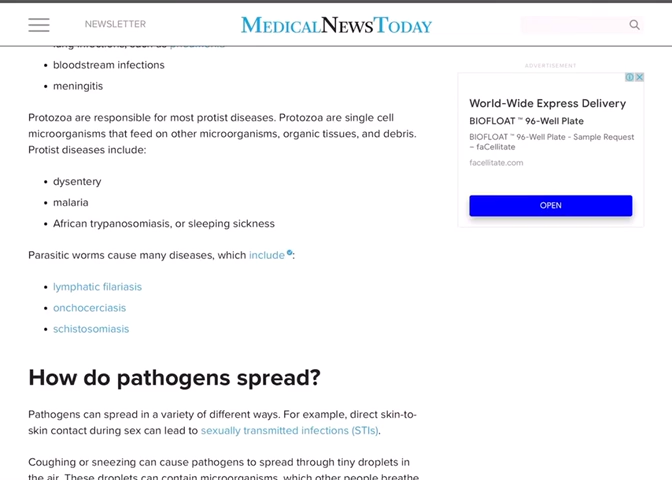 NEWSLETTER
MEDICALNEWSTODAY
lung infections, such as pneumonia
• bloodstream infections
• meningitis
Protozoa are responsible for most protist diseases. Protozoa are single cell
microorganisms that feed on other microorganisms, organic tissues, and debris.
Protist diseases include:
• dysentery
• malaria
• African trypanosomiasis, or sleeping sickness
Parasitic worms cause many diseases, which include:
• lymphatic filariasis
• onchocerciasis
• schistosomiasis
How do pathogens spread?
Pathogens can spread in a variety of different ways. For example, direct skin-to-
skin contact during sex can lead to sexually transmitted infections (STIs).
Coughing or sneezing can cause pathogens to spread through tiny droplets in
the air. These droplets can contain microorganisms, which other people breathe
ADVERTISEMENT
World-Wide Express Delivery
BIOFLOAT ™ 96-Well Plate
BIOFLOAT ™ 96-Well Plate - Sample Request
– faCellitate
facellitate.com
OPEN